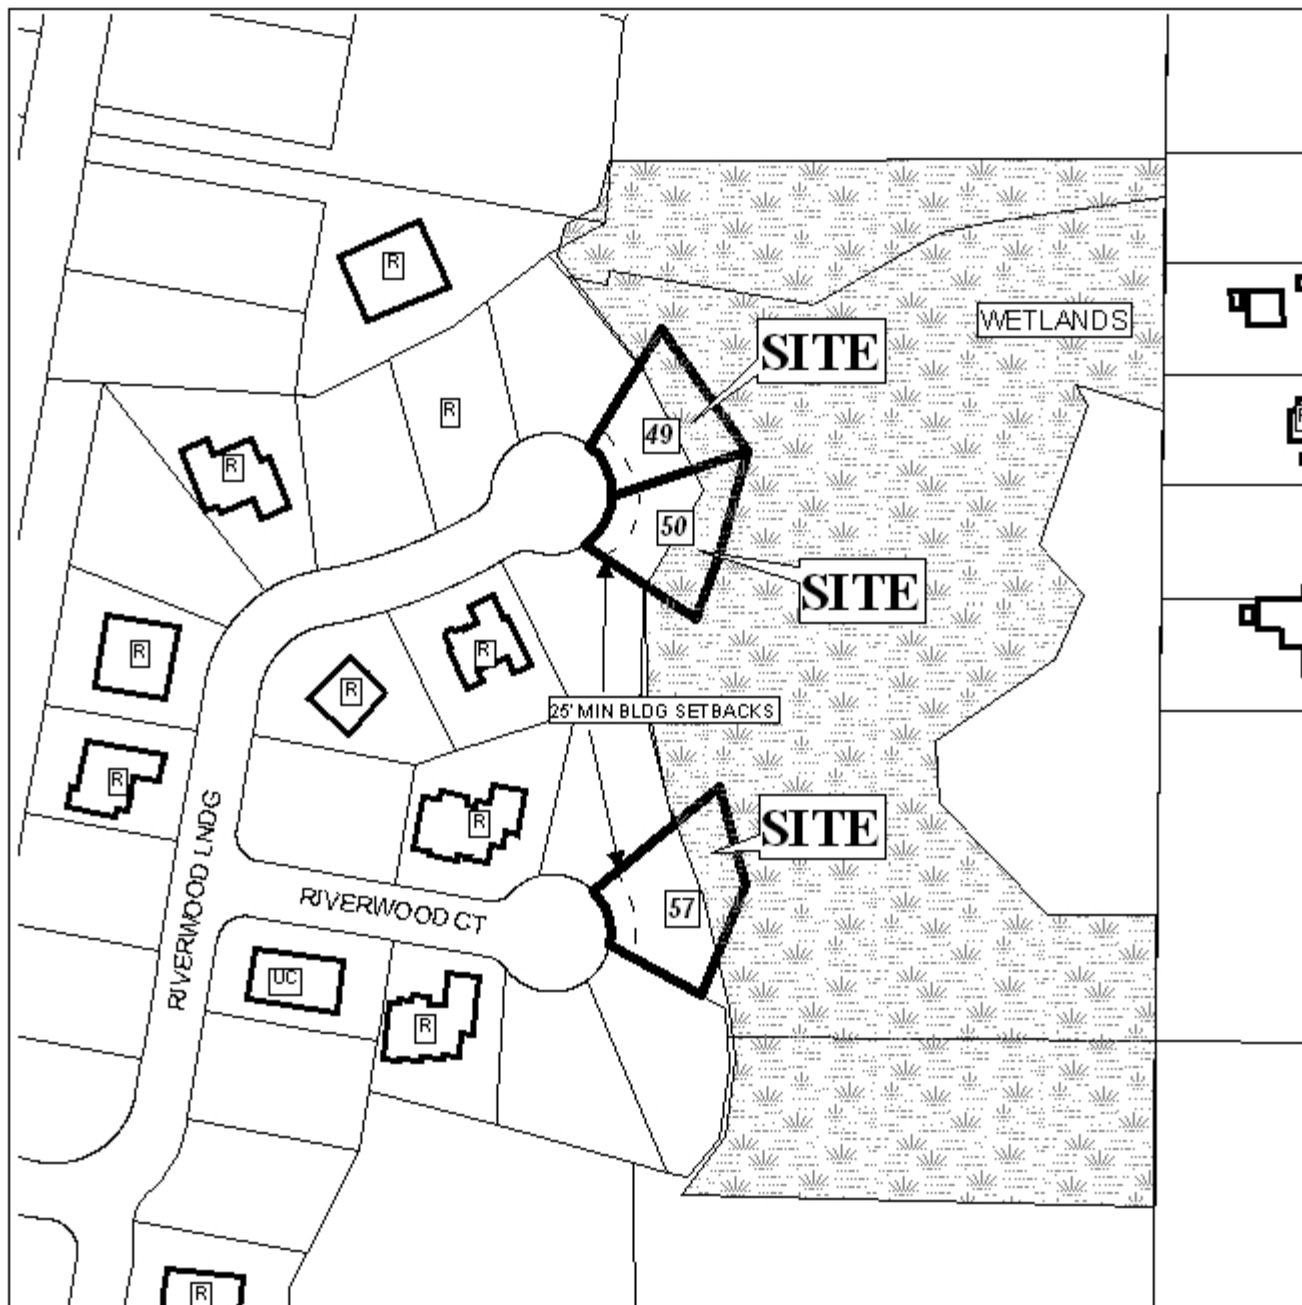 R
WETLANDS
SITE
R
49
R
R
50
SITE
R
R
R
25' MIN BLDG SETBACKS
R
R
SITE
RIVERWOOD LNDG
RIVERWOOD CT
57
UC
R
R